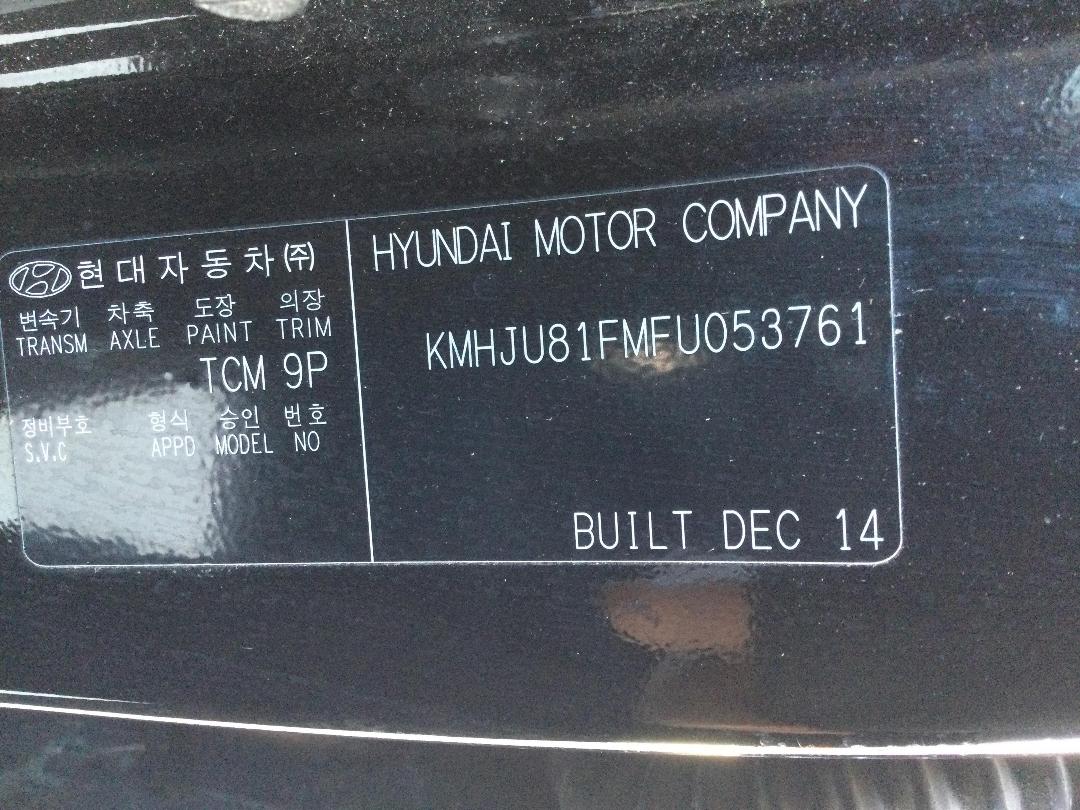 현대자동차㈜
변속기 차축 도장 의장
TRANSM AXLE PAINT TRIM
TCM 9P
정비부호 형식 승인 번호
S.V.C APPD MODEL NO
HYUNDAI MOTOR COMPANY
KMHJU81FMFU053761
BUILT DEC 14